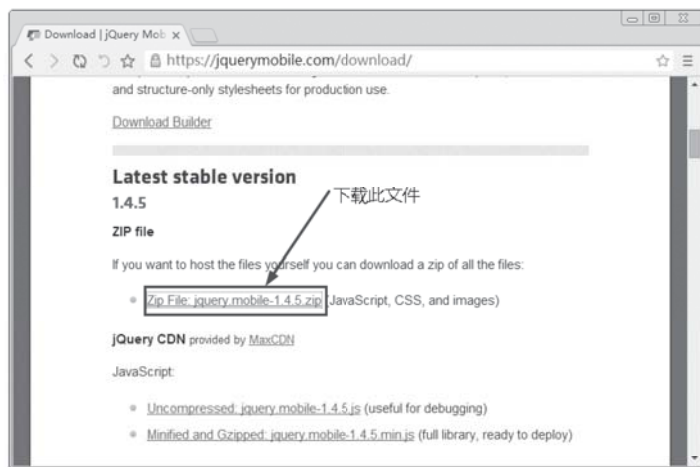 Download | jQuery Mob
https://jquerymobile.com/download/
and structure-only stylesheets for production use.
Download Builder
Latest stable version
1.4.5
下载此文件
ZIP file
If you want to host the files yourself you can download a zip of all the files:
Zip File: jquery.mobile-1.4.5.zip (JavaScript, CSS, and images)
jQuery CDN provided by MaxCDN
JavaScript:
Uncompressed: jquery.mobile-1.4.5.js (useful for debugging)
Minified and Gzipped: jquery.mobile-1.4.5.min.js (full library, ready to deploy)